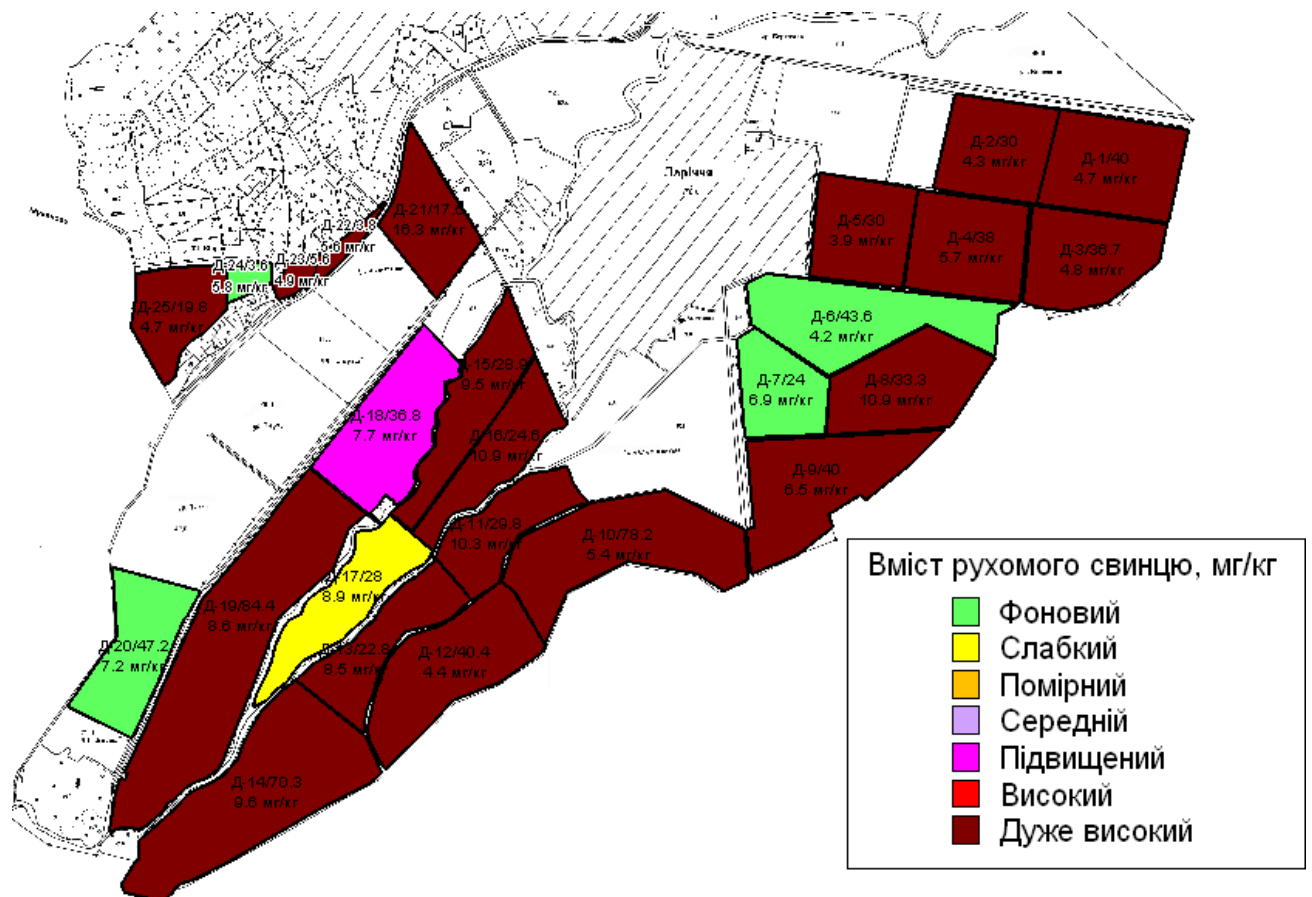 Д-2/30
4.3 мг/кг
Д-1/40
4.7 мг/кг
Д-5/30
3.9 мг/кг
Д-4/38
5.7 мг/кг
Д-3/36.7
4.8 мг/кг
Д-21/17.5
16.3 мг/кг
Д-22/3.8
5.6 мг/кг
Д-23/5.6
4.9 мг/кг
Д-24/3.6
5.8 мг/кг
Д-25/19.8
4.7 мг/кг
Д-6/43.6
4.2 мг/кг
Д-7/24
6.9 мг/кг
Д-8/33.3
10.9 мг/кг
Д-15/28.9
9.5 мг/кг
Д-18/36.8
7.7 мг/кг
Д-16/24.6
10.9 мг/кг
Д-9/40
6.5 мг/кг
Д-11/29.8
10.3 мг/кг
Д-10/78.2
5.4 мг/кг
Д-17/28
8.9 мг/кг
Д-19/84.4
8.6 мг/кг
Д-20/47.2
7.2 мг/кг
Д-13/22.8
8.5 мг/кг
Д-12/40.4
4.4 мг/кг
Д-14/70.3
9.6 мг/кг
Вміст рухомого свинцю, мг/кг
Фоновий
Слабкий
Помірний
Середній
Підвищений
Високий
Дуже високий